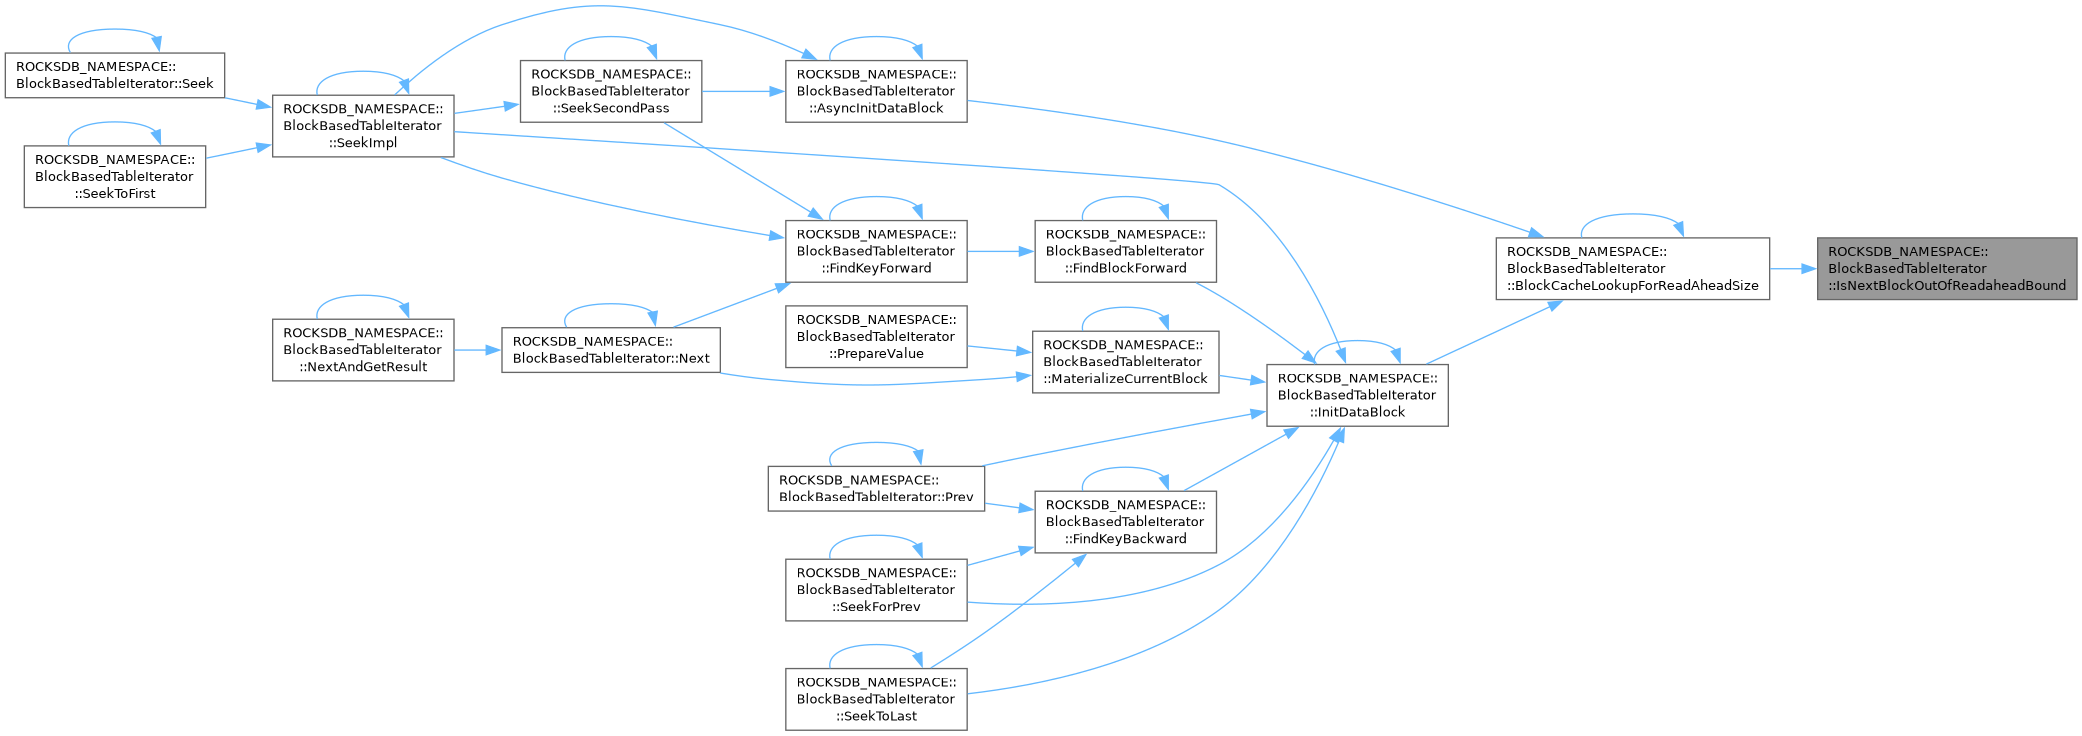 ROCKSDB_NAMESPACE::
BlockBasedTableIterator::Seek
ROCKSDB_NAMESPACE::
BlockBasedTableIterator
::SeekToFirst
ROCKSDB_NAMESPACE::
BlockBasedTableIterator
::SeekImpl
ROCKSDB_NAMESPACE::
BlockBasedTableIterator
::NextAndGetResult
ROCKSDB_NAMESPACE::
BlockBasedTableIterator
::SeekSecondPass
ROCKSDB_NAMESPACE::
BlockBasedTableIterator::Next
ROCKSDB_NAMESPACE::
BlockBasedTableIterator
::AsyncInitDataBlock
ROCKSDB_NAMESPACE::
BlockBasedTableIterator
::FindKeyForward
ROCKSDB_NAMESPACE::
BlockBasedTableIterator
::PrepareValue
ROCKSDB_NAMESPACE::
BlockBasedTableIterator::Prev
ROCKSDB_NAMESPACE::
BlockBasedTableIterator
::SeekForPrev
ROCKSDB_NAMESPACE::
BlockBasedTableIterator
::SeekToLast
ROCKSDB_NAMESPACE::
BlockBasedTableIterator
::FindBlockForward
ROCKSDB_NAMESPACE::
BlockBasedTableIterator
::MaterializeCurrentBlock
ROCKSDB_NAMESPACE::
BlockBasedTableIterator
::FindKeyBackward
ROCKSDB_NAMESPACE::
BlockBasedTableIterator
::InitDataBlock
ROCKSDB_NAMESPACE::
BlockBasedTableIterator
::BlockCacheLookupForReadAheadSize
ROCKSDB_NAMESPACE::
BlockBasedTableIterator
::IsNextBlockOutOfReadaheadBound